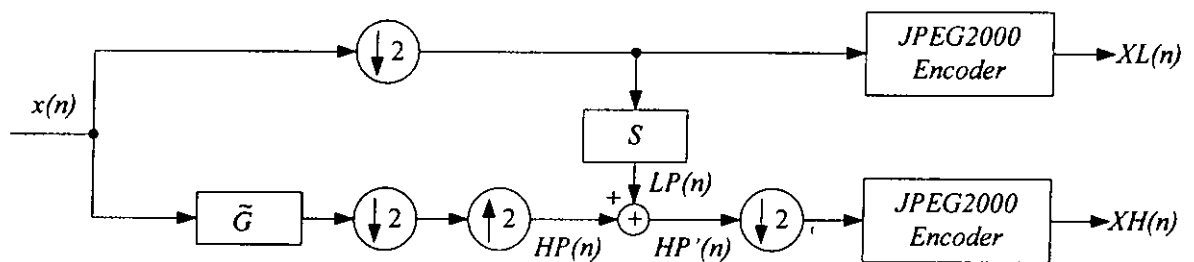 x(n)
↓2
JPEG2000
Encoder
XL(n)
S
+
LP(n)
G̃
↓2
↑2
HP(n)
+
HP'(n)
↓2
JPEG2000
Encoder
XH(n)